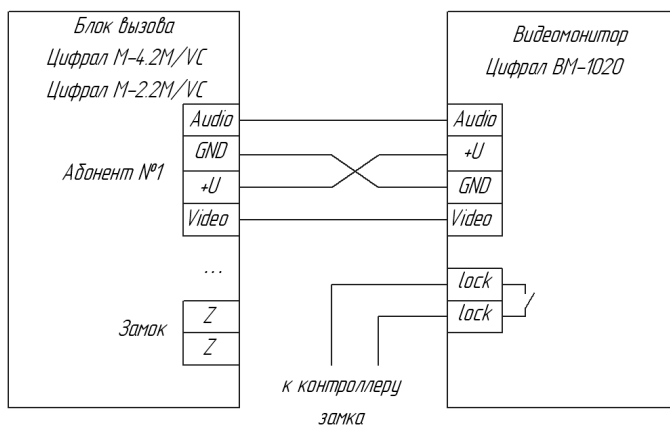 Блок вызова
Цифрал М-4.2М/VC
Цифрал М-2.2М/VC
Абонент №1
Audio
GND
+U
Video
...
Замок
Z
Z
Видеомонитор
Цифрал ВМ-1020
Audio
+U
GND
Video
lock
lock
к контроллеру
замка